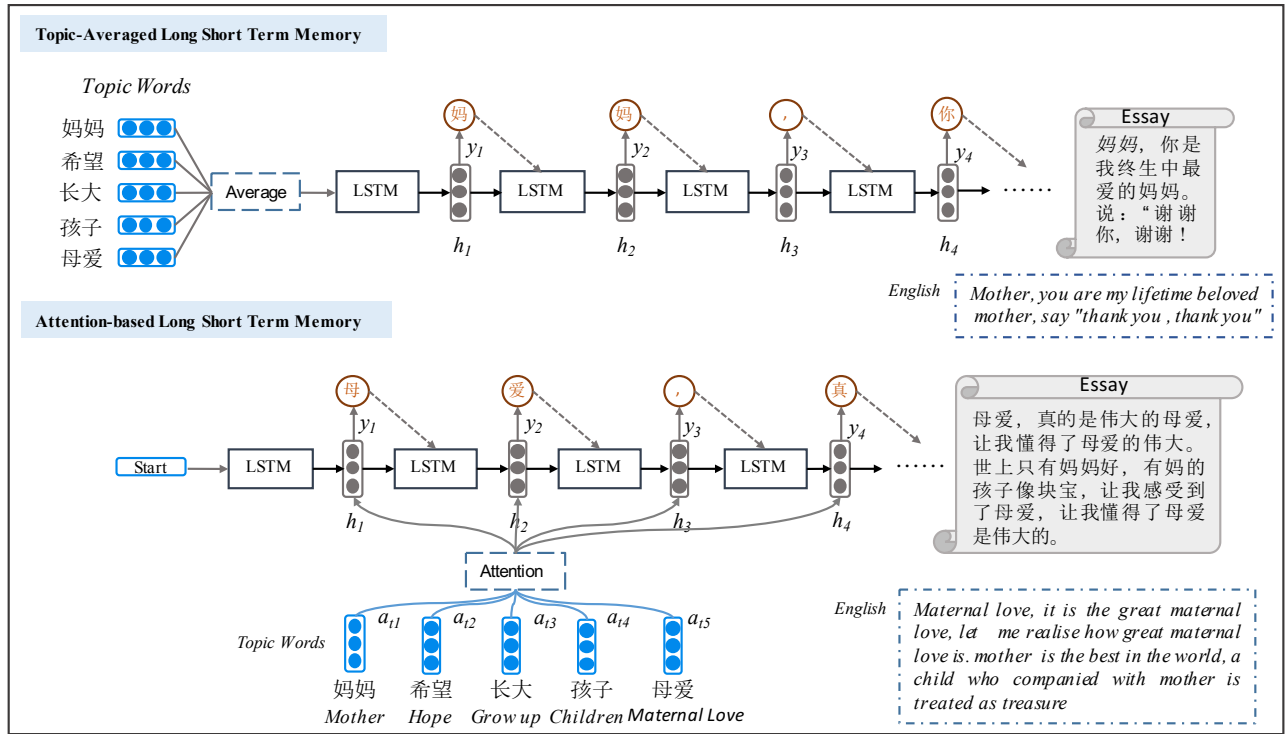 Topic-Averaged Long Short Term Memory
Topic Words
妈妈
希望
长大
孩子
母爱
Average
LSTM
LSTM
LSTM
LSTM
妈
妈
，
你
y1
y2
y3
y4
h1
h2
h3
h4
……
Essay
妈妈，你是
我终生中最
爱的妈妈。
说：“谢谢
你，谢谢！
English
Mother, you are my lifetime beloved
mother, say "thank you , thank you"
Attention-based Long Short Term Memory
母
爱
，
真
y1
y2
y3
y4
Start
LSTM
LSTM
LSTM
LSTM
……
h1
h2
h3
h4
Essay
母爱，真的是伟大的母爱，
让我懂得了母爱的伟大。
世上只有妈妈好，有妈的
孩子像块宝，让我感受到
了母爱，让我懂得了母爱
是伟大的。
Attention
at1
at2
at3
at4
at5
Topic Words
妈妈
希望
长大
孩子
母爱
Mother
Hope
Grow up
Children
Maternal Love
English
Maternal love, it is the great maternal
love, let me realise how great maternal
love is. mother is the best in the world, a
child who companied with mother is
treated as treasure